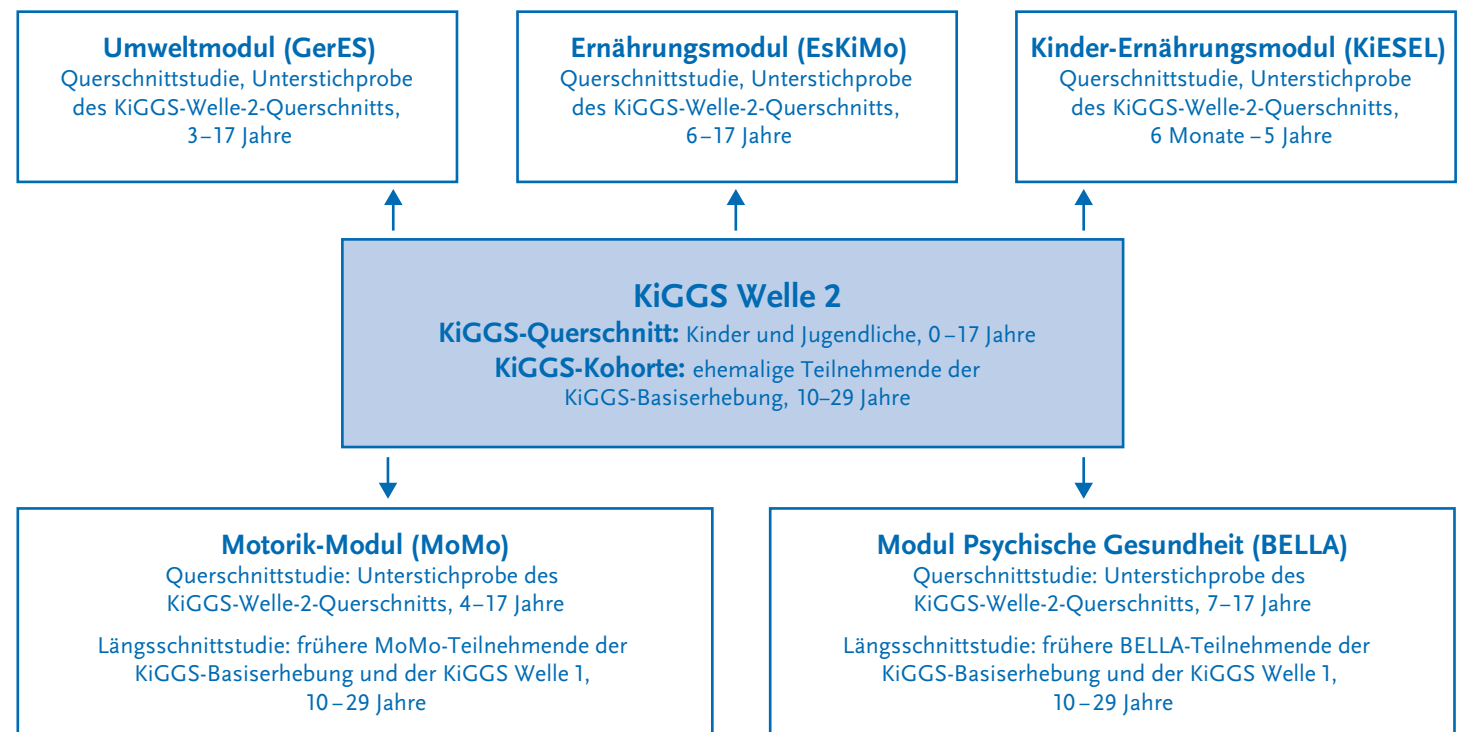 Umweltmodul (GerES)
Querschnittstudie, Unterstichprobe
des KiGGS-Welle-2-Querschnitts,
3–17 Jahre
Ernährungsmodul (EsKiMo)
Querschnittstudie, Unterstichprobe
des KiGGS-Welle-2-Querschnitts,
6–17 Jahre
Kinder-Ernährungsmodul (KiESEL)
Querschnittstudie, Unterstichprobe
des KiGGS-Welle-2-Querschnitts,
6 Monate –5 Jahre
KiGGS Welle 2
KiGGS-Querschnitt: Kinder und Jugendliche, 0–17 Jahre
KiGGS-Kohorte: ehemalige Teilnehmende der
KiGGS-Basiserhebung, 10–29 Jahre
Motorik-Modul (MoMo)
Querschnittstudie: Unterstichprobe des
KiGGS-Welle-2-Querschnitts, 4–17 Jahre
Längsschnittstudie: frühere MoMo-Teilnehmende der
KiGGS-Basiserhebung und der KiGGS Welle 1,
10–29 Jahre
Modul Psychische Gesundheit (BELLA)
Querschnittstudie: Unterstichprobe des
KiGGS-Welle-2-Querschnitts, 7–17 Jahre
Längsschnittstudie: frühere BELLA-Teilnehmende der
KiGGS-Basiserhebung und der KiGGS Welle 1,
10–29 Jahre